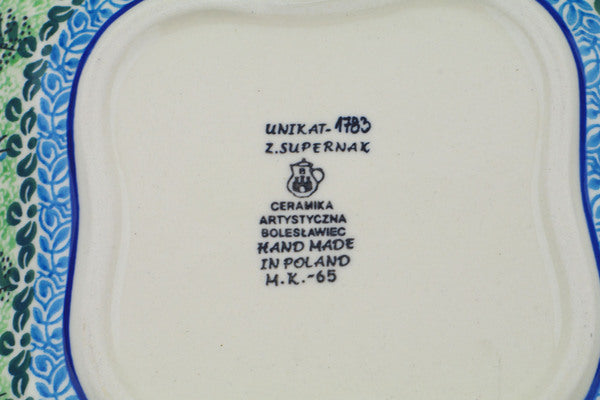 UNIKAT-1783
Z.SUPERNAK
CERAMIKA
ARTYSTYCZNA
BOLESŁAWIEC
HAND MADE
IN POLAND
M.K.-65